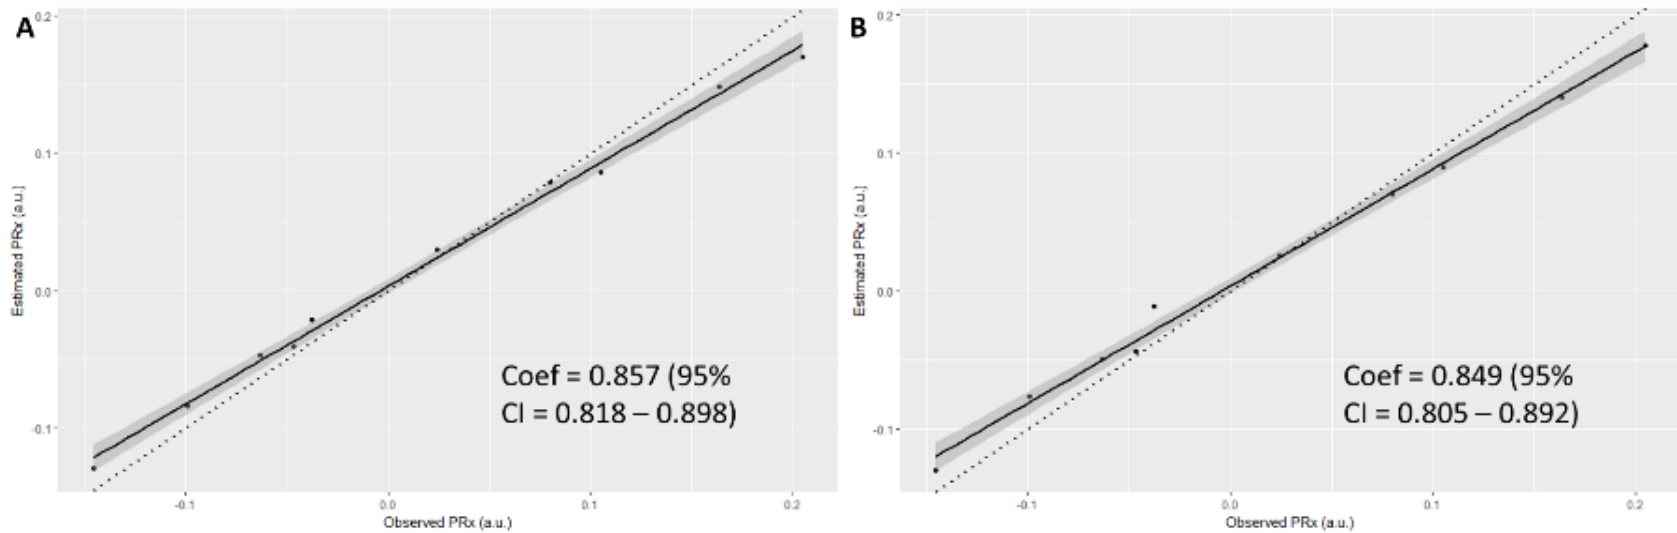 A
0.2
0.1
0.0
-0.1
Estimated PRx (a.u.)
Coef = 0.857 (95%
CI = 0.818 – 0.898)
-0.1
0.0
0.1
0.2
Observed PRx (a.u.)
B
0.2
0.1
0.0
-0.1
Estimated PRx (a.u.)
Coef = 0.849 (95%
CI = 0.805 – 0.892)
-0.1
0.0
0.1
0.2
Observed PRx (a.u.)